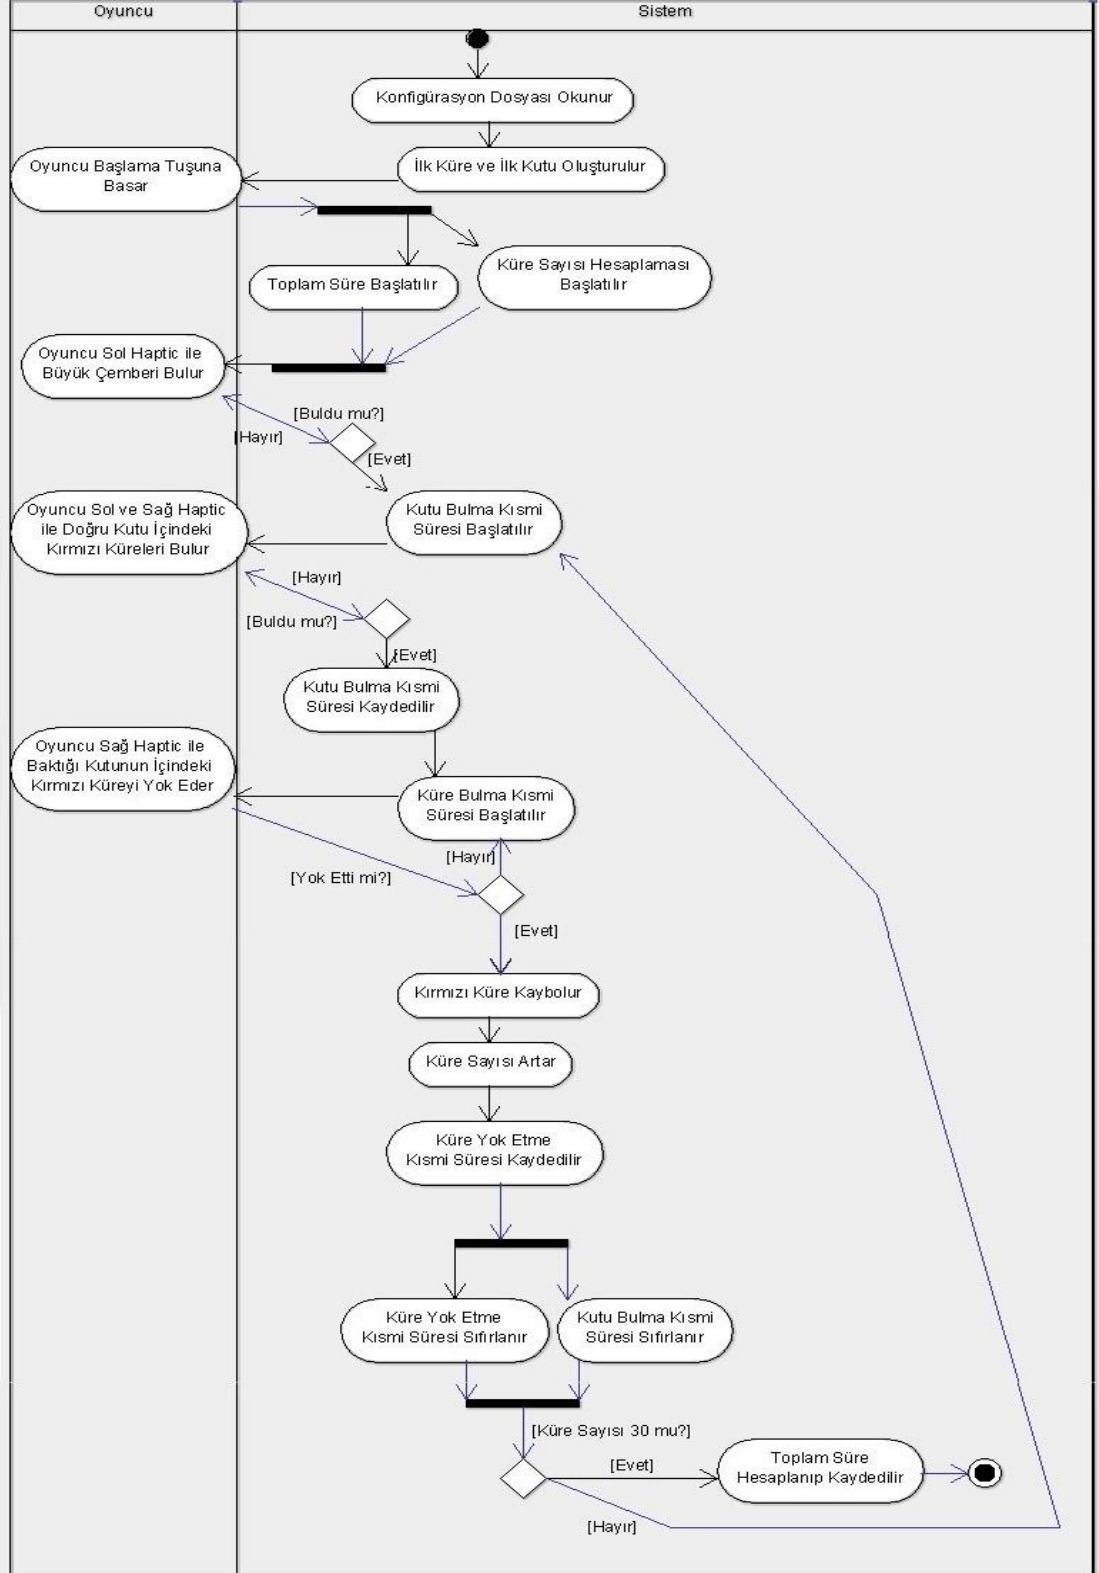 Oyuncu
Sistem
Konfigürasyon Dosyası Okunur
İlk Küre ve İlk Kutu Oluşturulur
Oyuncu Başlama Tuşuna
Basar
Küre Sayısı Hesaplaması
Başlatılır
Toplam Süre Başlatılır
Oyuncu Sol Haptic ile
Büyük Çemberi Bulur
[Buldu mu?]
[Hayır]
[Evet]
Kutu Bulma Kısmi
Süresi Başlatılır
Oyuncu Sol ve Sağ Haptic
ile Doğru Kutu İçindeki
Kırmızı Küreleri Bulur
[Hayır]
[Buldu mu?]
[Evet]
Kutu Bulma Kısmi
Süresi Kaydedilir
Oyuncu Sağ Haptic ile
Baktığı Kutunun İçindeki
Kırmızı Küreyi Yok Eder
Küre Bulma Kısmi
Süresi Başlatılır
[Hayır]
[Yok Etti mi?]
[Evet]
Kırmızı Küre Kaybolur
Küre Sayısı Artar
Küre Yok Etme
Kısmi Süresi Kaydedilir
Küre Yok Etme
Kısmi Süresi Sıfırlanır
Kutu Bulma Kısmi
Süresi Sıfırlanır
[Küre Sayısı 30 mu?]
[Evet]
Toplam Süre
Hesaplanıp Kaydedilir
[Hayır]